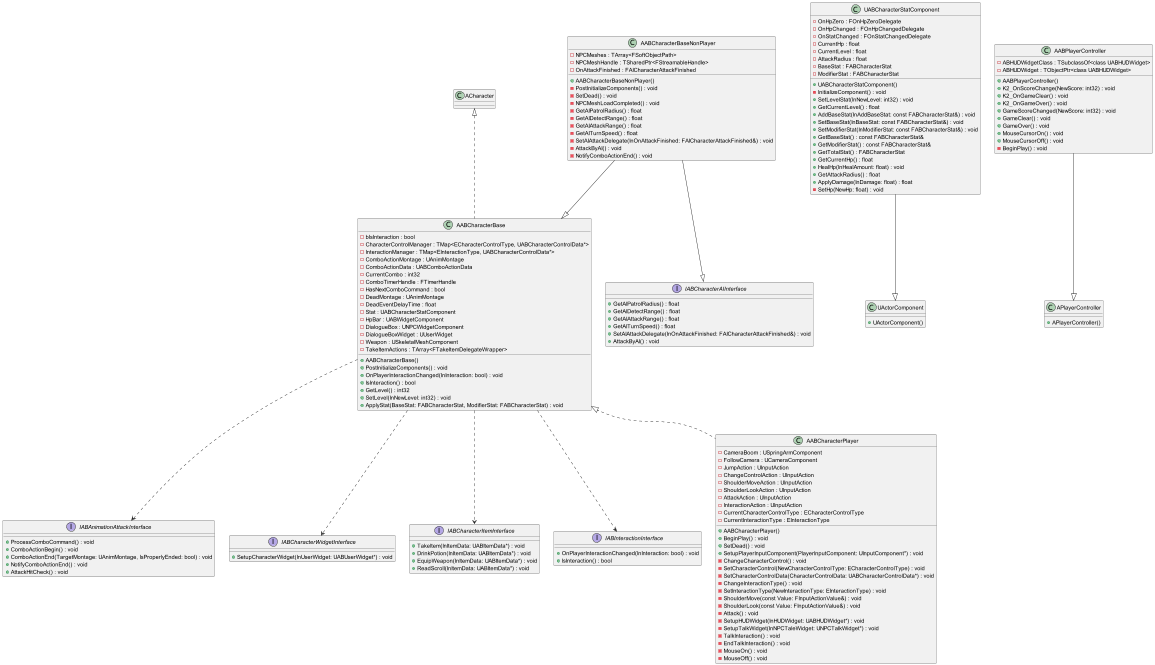 C UABCharacterStatComponent
OnHpZero : FOnHpZeroDelegate
OnHpChanged : FOnHpChangedDelegate
OnStatChanged : FOnStatChangedDelegate
CurrentHp : float
CurrentLevel : float
AttackRadius : float
BaseStat : FABCharacterStat
ModifierStat : FABCharacterStat
UABCharacterStatComponent()
InitializeComponent() : void
SetLevelStat(InNewLevel: int32) : void
GetCurrentLevel() : float
AddBaseStat(InAddBaseStat: const FABCharacterStat&) : void
SetBaseStat(InBaseStat: const FABCharacterStat&) : void
SetModifierStat(InModifierStat: const FABCharacterStat&) : void
GetBaseStat() : const FABCharacterStat&
GetModifierStat() : const FABCharacterStat&
GetTotalStat() : FABCharacterStat
GetCurrentHp() : float
HealHp(InHealAmount: float) : void
GetAttackRadius() : float
ApplyDamage(InDamage: float) : float
SetHp(NewHp: float) : void
C AABCharacterBaseNonPlayer
NPCMeshes : TArray<FSoftObjectPath>
NPCMeshHandle : TSharedPtr<FStreamableHandle>
OnAttackFinished : FAICharacterAttackFinished
AABCharacterBaseNonPlayer()
PostInitializeComponents() : void
SetDead() : void
NPCMeshLoadCompleted() : void
GetAIPatrolRadius() : float
GetAIDetectRange() : float
GetAIAttackRange() : float
GetAITurnSpeed() : float
SetAIAttackDelegate(InOnAttackFinished: FAICharacterAttackFinished&) : void
AttackByAI() : void
NotifyComboActionEnd() : void
C AABPlayerController
ABHUDWidgetClass : TSubclassOf<class UABHUDWidget>
ABHUDWidget : TObjectPtr<class UABHUDWidget>
AABPlayerController()
K2_OnScoreChange(NewScore: int32) : void
K2_OnGameClear() : void
K2_OnGameOver() : void
GameScoreChanged(NewScore: int32) : void
GameClear() : void
GameOver() : void
MouseCursorOn() : void
MouseCursorOff() : void
BeginPlay() : void
C ACharacter
C AABCharacterBase
bIsInteraction : bool
CharacterControlManager : TMap<ECharacterControlType, UABCharacterControlData*>
InteractionManager : TMap<EInteractionType, UABCharacterControlData*>
ComboActionMontage : UAnimMontage
ComboActionData : UABComboActionData
CurrentCombo : int32
ComboTimerHandle : FTimerHandle
HasNextComboCommand : bool
DeadMontage : UAnimMontage
DeadEventDelayTime : float
Stat : UABCharacterStatComponent
HpBar : UABWidgetComponent
DialogueBox : UNPCWidgetComponent
DialogueBoxWidget : UUserWidget
Weapon : USkeletalMeshComponent
TakeItemActions : TArray<FTakeItemDelegateWrapper>
AABCharacterBase()
PostInitializeComponents() : void
OnPlayerInteractionChanged(InInteraction: bool) : void
IsInteraction() : bool
GetLevel() : int32
SetLevel(InNewLevel: int32) : void
ApplyStat(BaseStat: FABCharacterStat, ModifierStat: FABCharacterStat) : void
I IABCharacterAIInterface
GetAIPatrolRadius() : float
GetAIDetectRange() : float
GetAIAttackRange() : float
GetAITurnSpeed() : float
SetAIAttackDelegate(InOnAttackFinished: FAICharacterAttackFinished&) : void
AttackByAI() : void
C UActorComponent
UActorComponent()
C APlayerController
APlayerController()
I IABAnimationAttackInterface
ProcessComboCommand() : void
ComboActionBegin() : void
ComboActionEnd(TargetMontage: UAnimMontage, IsProperlyEnded: bool) : void
NotifyComboActionEnd() : void
AttackHitCheck() : void
I IABCharacterWidgetInterface
SetupCharacterWidget(InUserWidget: UABUserWidget*) : void
I IABCharacterItemInterface
TakeItem(InItemData: UABItemData*) : void
DrinkPotion(InItemData: UABItemData*) : void
EquipWeapon(InItemData: UABItemData*) : void
ReadScroll(InItemData: UABItemData*) : void
I IABInteractionInterface
OnPlayerInteractionChanged(InInteraction: bool) : void
IsInteraction() : bool
C AABCharacterPlayer
CameraBoom : USpringArmComponent
FollowCamera : UCameraComponent
JumpAction : UInputAction
ChangeControlAction : UInputAction
ShoulderMoveAction : UInputAction
ShoulderLookAction : UInputAction
AttackAction : UInputAction
InteractionAction : UInputAction
CurrentCharacterControlType : ECharacterControlType
CurrentInteractionType : EInteractionType
AABCharacterPlayer()
BeginPlay() : void
SetDead() : void
SetupPlayerInputComponent(PlayerInputComponent: UInputComponent*) : void
ChangeCharacterControl() : void
SetCharacterControl(NewCharacterControlType: ECharacterControlType) : void
SetCharacterControlData(CharacterControlData: UABCharacterControlData*) : void
ChangeInteractionType() : void
SetInteractionType(NewInteractionType: EInteractionType) : void
ShoulderMove(const Value: FInputActionValue&) : void
ShoulderLook(const Value: FInputActionValue&) : void
Attack() : void
SetupHUDWidget(InHUDWidget: UABHUDWidget*) : void
SetupTalkWidget(InNPCTaleWidget: UNPCTalkWidget*) : void
TalkInteraction() : void
EndTalkInteraction() : void
MouseOn() : void
MouseOff() : void